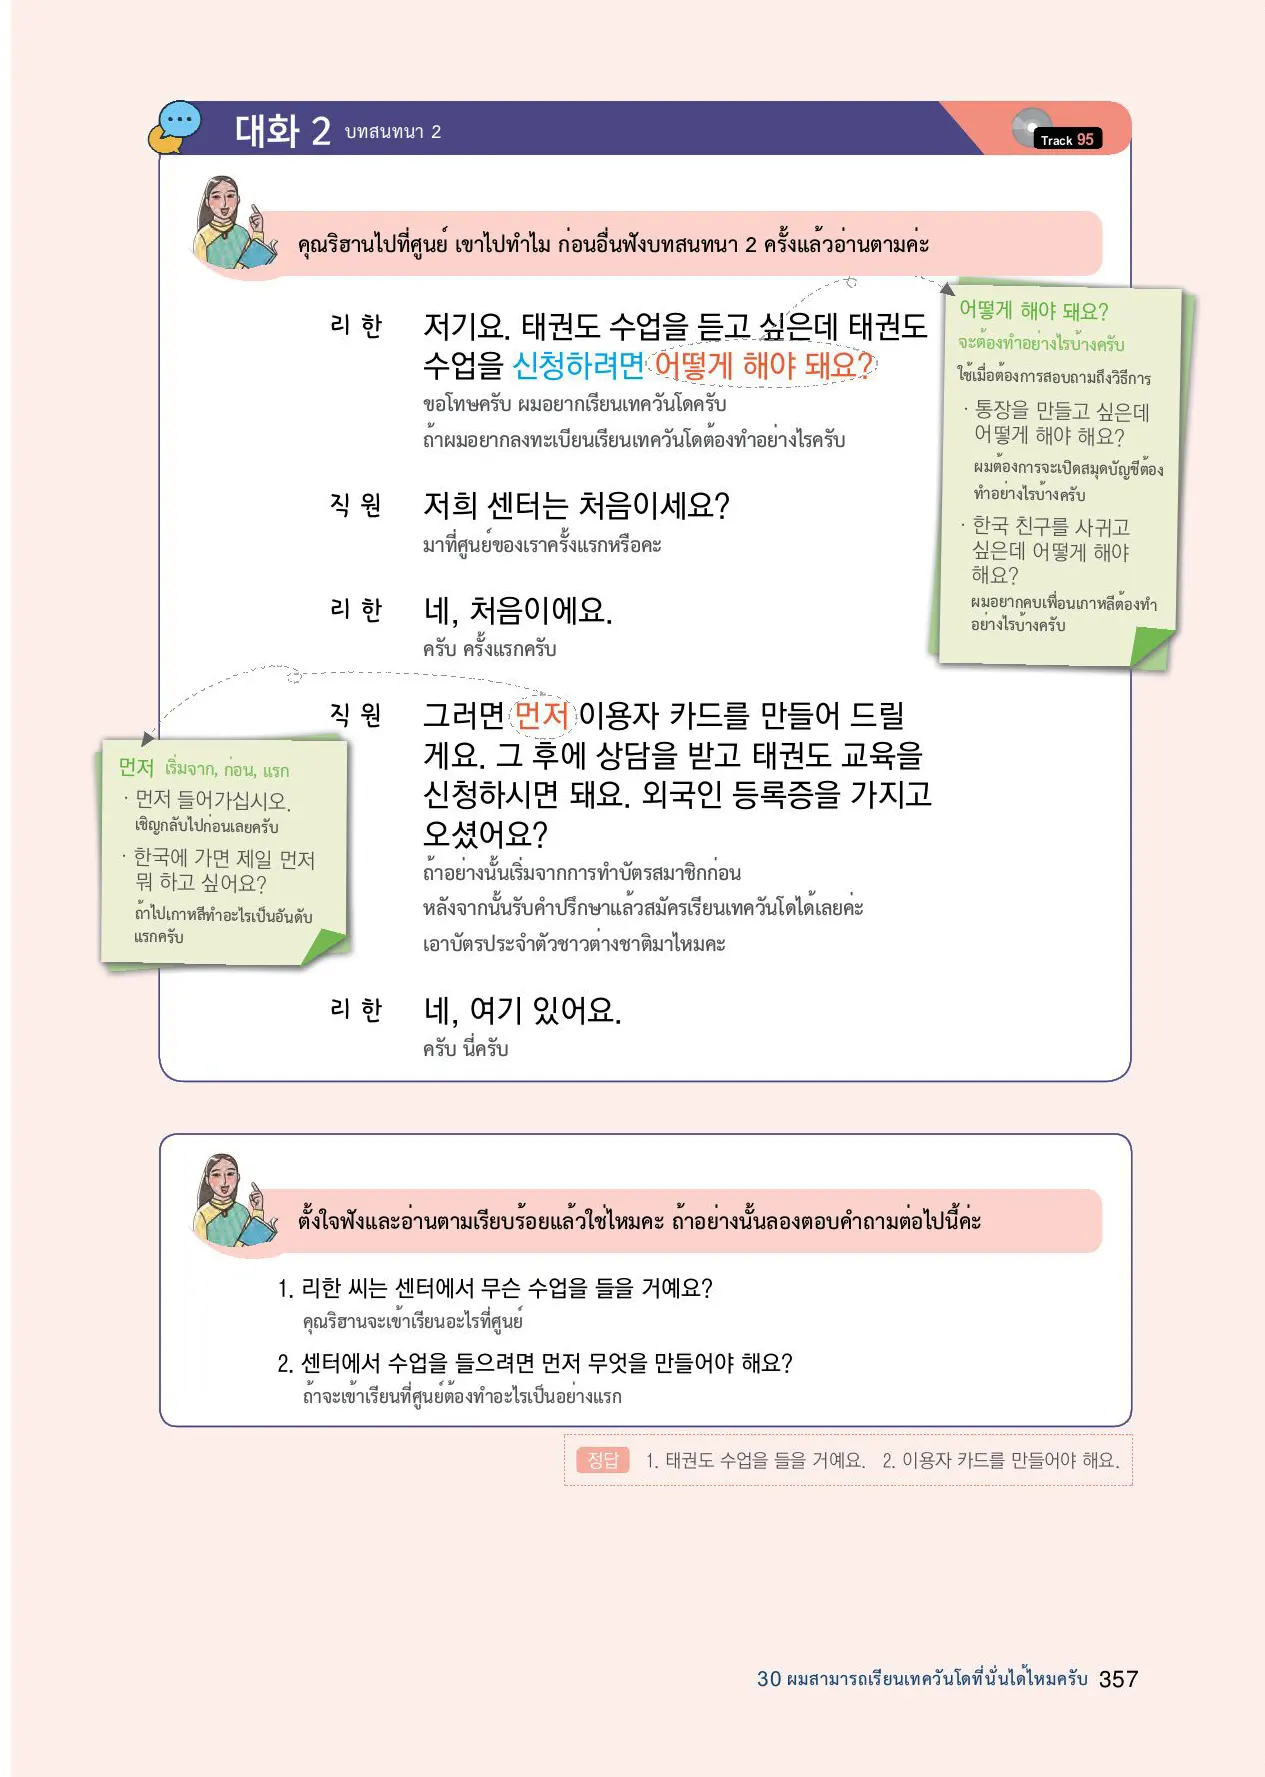 대화 2 บทสนทนา 2
Track 95
คุณริฮานไปที่ศูนย์ เขาไปทำไม ก่อนอื่นฟังบทสนทนา 2 ครั้งแล้วอ่านตามค่ะ
리 한 저기요. 태권도 수업을 듣고 싶은데 태권도
수업을 신청하려면 어떻게 해야 돼요?
ขอโทษครับ ผมอยากเรียนเทควันโดครับ
ถ้าผมอยากลงทะเบียนเรียนเทควันโดต้องทำอย่างไรครับ
직 원 저희 센터는 처음이세요?
มาที่ศูนย์ของเราครั้งแรกหรือคะ
리 한 네, 처음이에요.
ครับ ครั้งแรกครับ
직 원 그러면 먼저 이용자 카드를 만들어 드릴
게요. 그 후에 상담을 받고 태권도 교육을
신청하시면 돼요. 외국인 등록증을 가지고
오셨어요?
ถ้าอย่างนั้นเริ่มจากการทำบัตรสมาชิกก่อน
หลังจากนั้นรับคำปรึกษาแล้วสมัครเรียนเทควันโดได้เลยค่ะ
เอาบัตรประจำตัวชาวต่างชาติมาไหมคะ
리 한 네, 여기 있어요.
ครับ นี่ครับ
어떻게 해야 돼요?
จะต้องทำอย่างไรบ้างครับ
ใช้เมื่อต้องการสอบถามถึงวิธีการ
· 통장을 만들고 싶은데
어떻게 해야 해요?
ผมต้องการจะเปิดสมุดบัญชีต้อง
ทำอย่างไรบ้างครับ
· 한국 친구를 사귀고
싶은데 어떻게 해야
해요?
ผมอยากคบเพื่อนเกาหลีต้องทำ
อย่างไรบ้างครับ
먼저 เริ่มจาก, ก่อน, แรก
· 먼저 들어가십시오.
เชิญกลับไปก่อนเลยครับ
· 한국에 가면 제일 먼저
뭐 하고 싶어요?
ถ้าไปเกาหลีทำอะไรเป็นอันดับ
แรกครับ
ตั้งใจฟังและอ่านตามเรียบร้อยแล้วใช่ไหมคะ ถ้าอย่างนั้นลองตอบคำถามต่อไปนี้ค่ะ
1. 리한 씨는 센터에서 무슨 수업을 들을 거예요?
คุณริฮานจะเข้าเรียนอะไรที่ศูนย์
2. 센터에서 수업을 들으려면 먼저 무엇을 만들어야 해요?
ถ้าจะเข้าเรียนที่ศูนย์ต้องทำอะไรเป็นอย่างแรก
정답 1. 태권도 수업을 들을 거예요. 2. 이용자 카드를 만들어야 해요.
30 ผมสามารถเรียนเทควันโดที่นั่นได้ไหมครับ 357